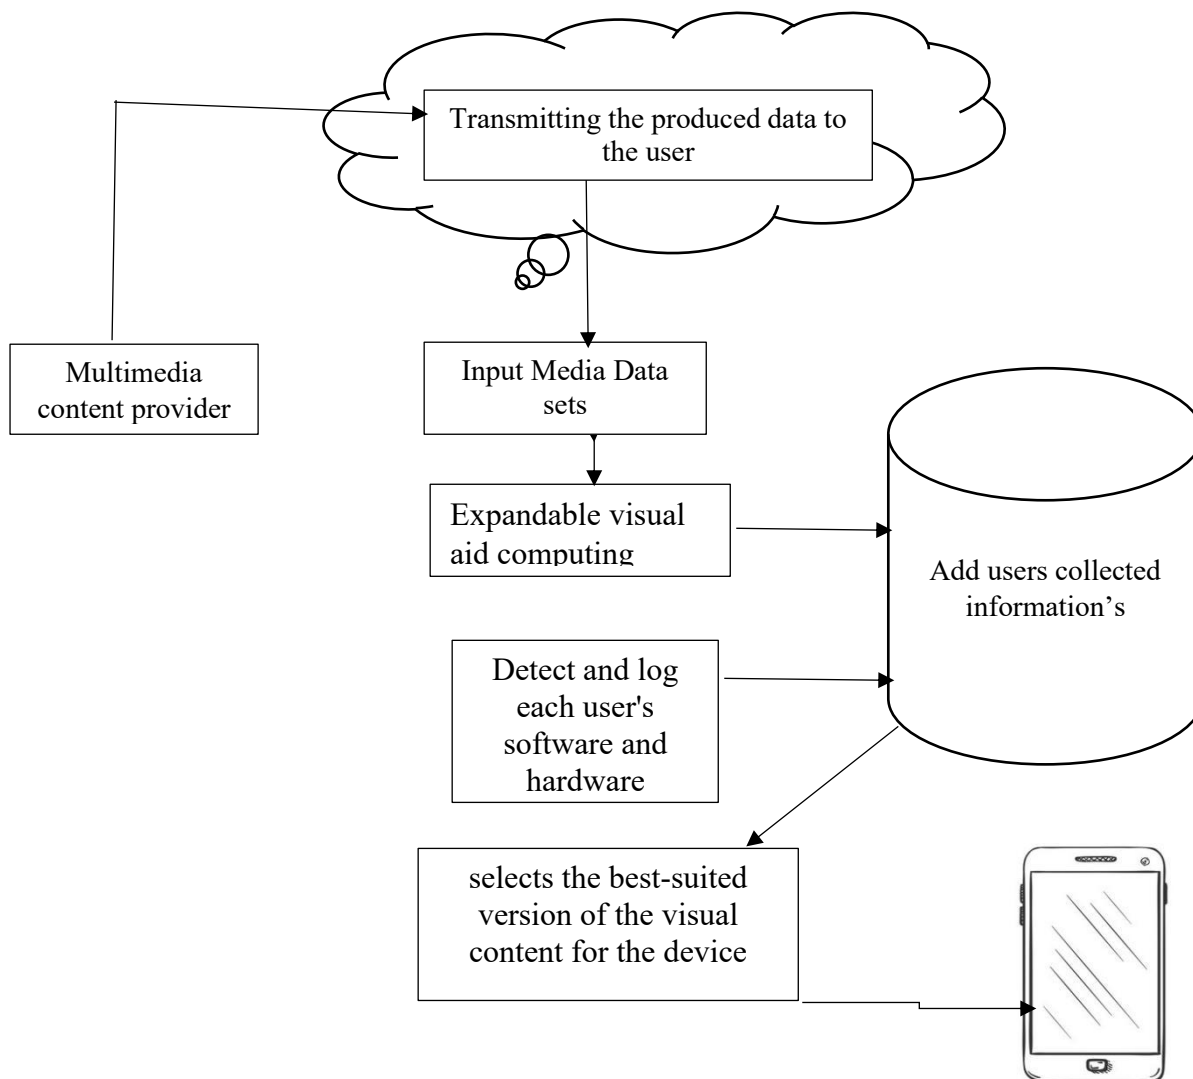 Transmitting the produced data to
the user
Multimedia
content provider
Input Media Data
sets
Expandable visual
aid computing
Add users collected
information’s
Detect and log
each user's
software and
hardware
selects the best-suited
version of the visual
content for the device